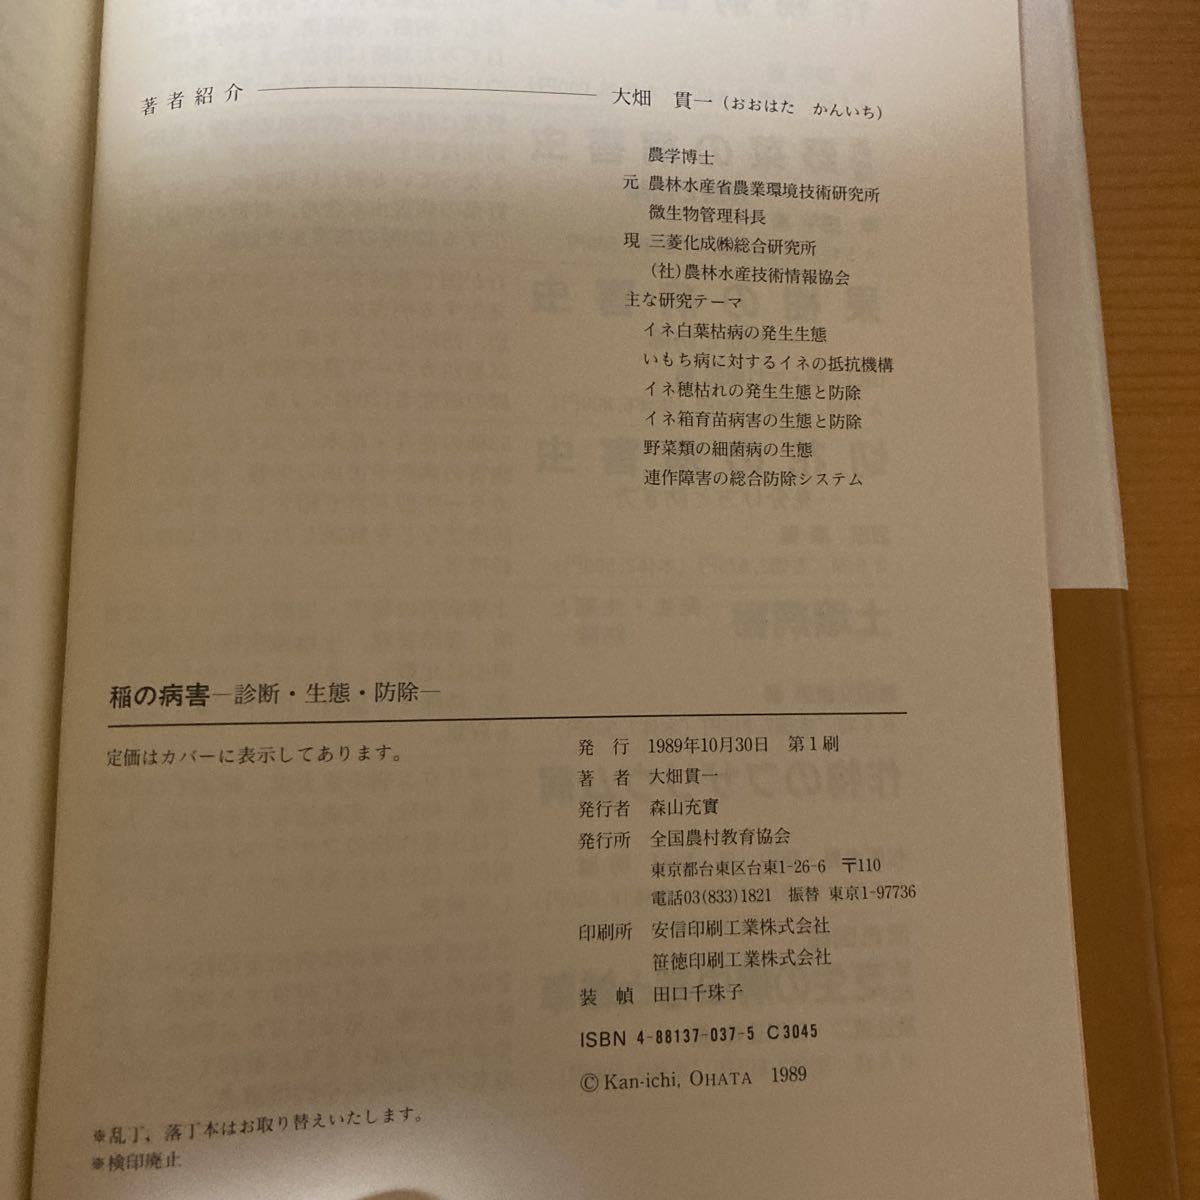 著者紹介 ――― 大畑 貫一(おおはた かんいち)
農学博士
元 農林水産省農業環境技術研究所
微生物管理科長
現 三菱化成㈱総合研究所
(社)農林水産技術情報協会
主な研究テーマ
イネ白葉枯病の発生生態
いもち病に対するイネの抵抗機構
イネ穂枯れの発生生態と防除
イネ箱育苗病害の生態と防除
野菜類の細菌病の生態
連作障害の総合防除システム
稲の病害―診断・生態・防除―
定価はカバーに表示してあります。
発 行 1989年10月30日 第1刷
著 者 大畑貫一
発行者 森山充實
発行所 全国農村教育協会
東京都台東区台東1-26-6 〒110
電話03(833)1821 振替 東京1-97736
印刷所 安信印刷工業株式会社
笹徳印刷工業株式会社
装 幀 田口千珠子
ISBN 4-88137-037-5 C3045
© Kan-ichi, OHATA 1989
※乱丁、落丁本はお取り替えいたします。
※検印廃止